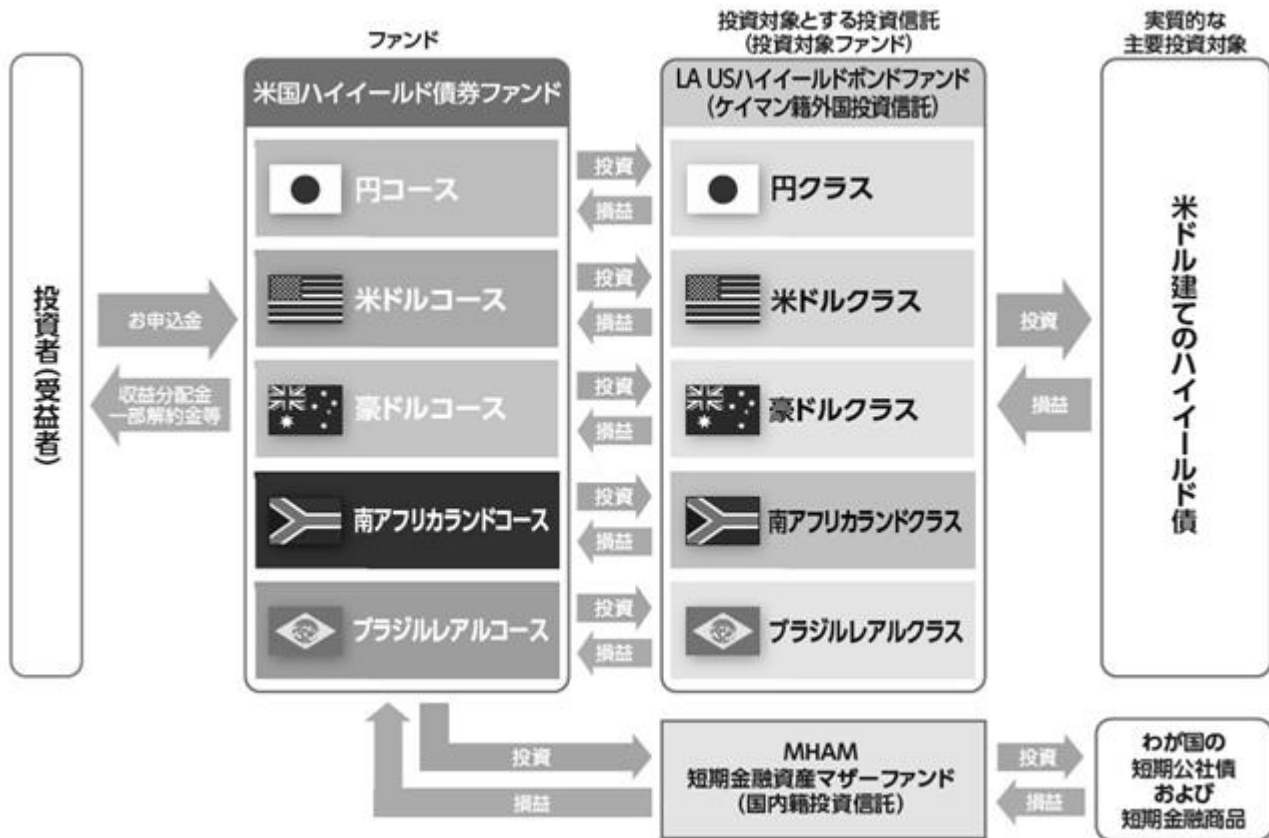 ファンド
投資対象とする投資信託
(投資対象ファンド)
実質的な
主要投資対象
米国ハイイールド債券ファンド
LA USハイイールドボンドファンド
(ケイマン籍外国投資信託)
投資者(受益者)
お申込金
収益分配金
一部解約金等
円コース
投資
損益
円クラス
米ドルコース
投資
損益
米ドルクラス
豪ドルコース
投資
損益
豪ドルクラス
南アフリカランドコース
投資
損益
南アフリカランドクラス
ブラジルレアルコース
投資
損益
ブラジルレアルクラス
投資
損益
米ドル建てのハイイールド債
投資
損益
MHAM
短期金融資産マザーファンド
(国内籍投資信託)
投資
損益
わが国の
短期公社債
および
短期金融商品